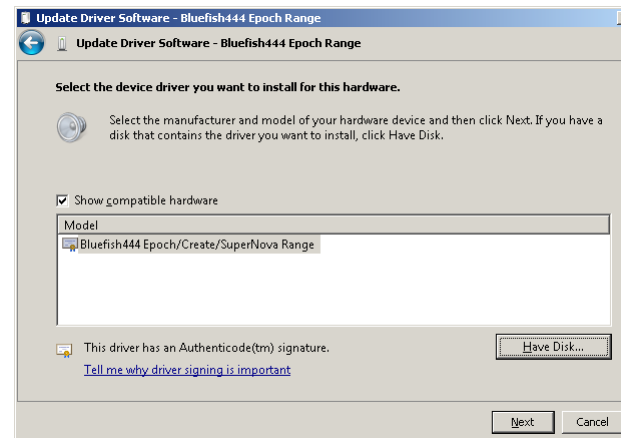 Update Driver Software - Bluefish444 Epoch Range
Update Driver Software - Bluefish444 Epoch Range
Select the device driver you want to install for this hardware.
Select the manufacturer and model of your hardware device and then click Next. If you have a
disk that contains the driver you want to install, click Have Disk.
Show compatible hardware
Model
Bluefish444 Epoch/Create/SuperNova Range
This driver has an Authenticode(tm) signature.
Have Disk...
Tell me why driver signing is important
Next
Cancel